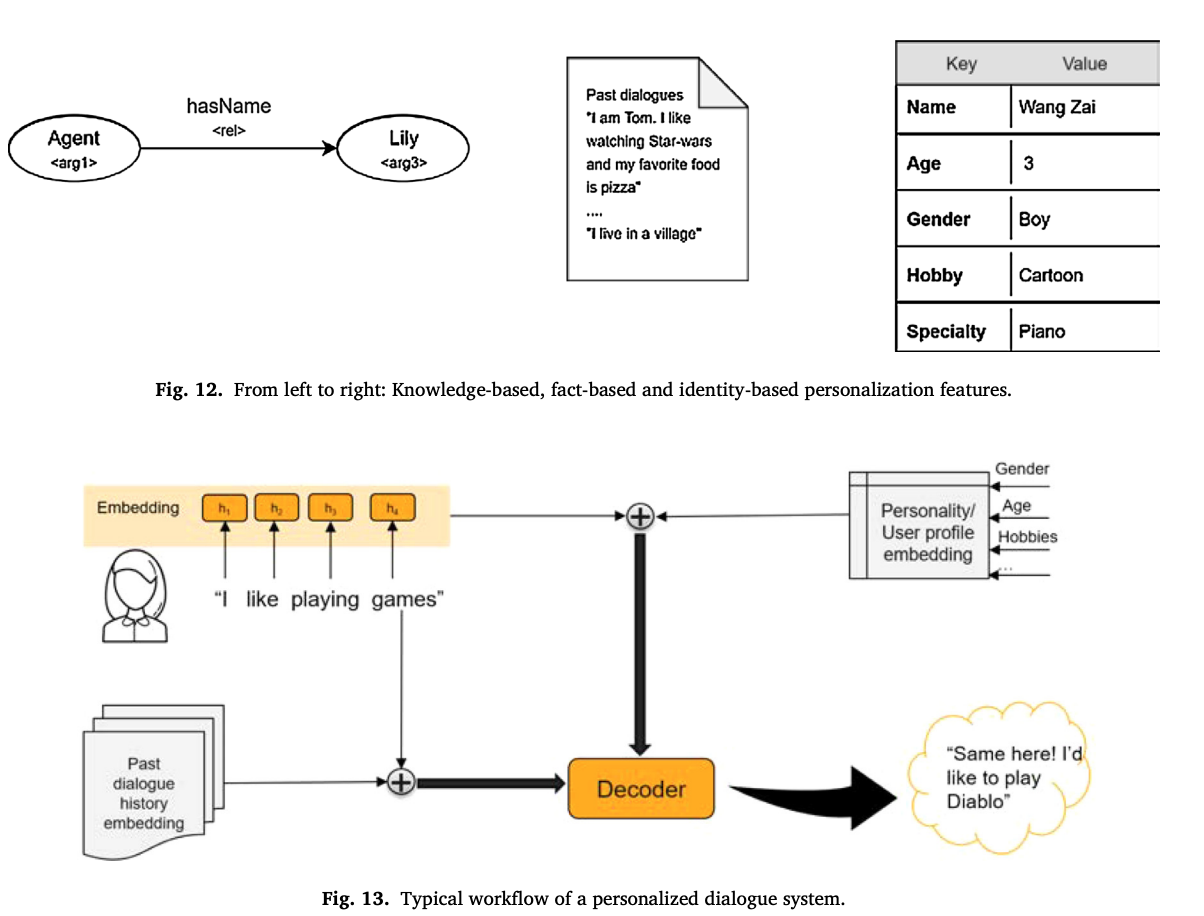 hasName
<rel>
Agent
<arg1>
Lily
<arg3>
Past dialogues
"I am Tom. I like
watching Star-wars
and my favorite food
is pizza"
....
"I live in a village"
Key Value
Name Wang Zai
Age 3
Gender Boy
Hobby Cartoon
Specialty Piano
Fig. 12. From left to right: Knowledge-based, fact-based and identity-based personalization features.
Embedding h1 h2 h3 h4
“I like playing games”
Personality/
User profile
embedding
Gender
Age
Hobbies
...
Past
dialogue
history
embedding
Decoder
“Same here! I’d
like to play
Diablo”
Fig. 13. Typical workflow of a personalized dialogue system.